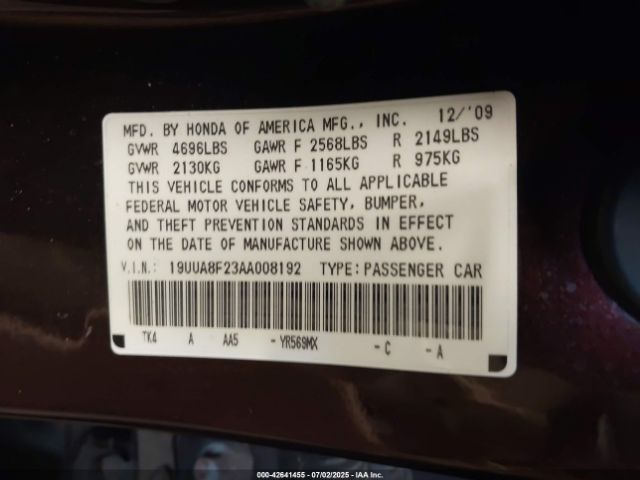 MFD. BY HONDA OF AMERICA MFG., INC. 12/'09
GVWR 4696LBS GAWR F 2568LBS R 2149LBS
GVWR 2130KG GAWR F 1165KG R 975KG
THIS VEHICLE CONFORMS TO ALL APPLICABLE
FEDERAL MOTOR VEHICLE SAFETY, BUMPER,
AND THEFT PREVENTION STANDARDS IN EFFECT
ON THE DATE OF MANUFACTURE SHOWN ABOVE.
V.I.N.: 19UUA8F23AA008192 TYPE:PASSENGER CAR
TK4 A AA5 -YR569MX -C -A
000-42641455 - 07/02/2025 - IAA Inc.